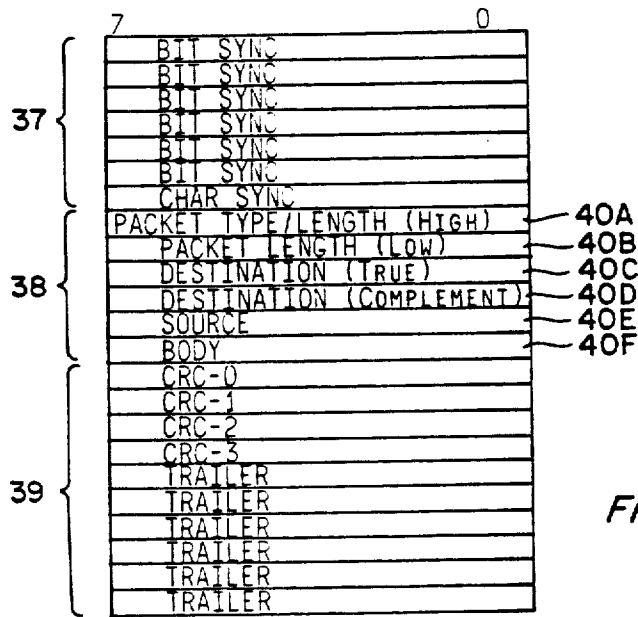 7 0
BIT SYNC
BIT SYNC
BIT SYNC
37 BIT SYNC
BIT SYNC
BIT SYNC
CHAR SYNC
PACKET TYPE/LENGTH (HIGH) 40A
PACKET LENGTH (LOW) 40B
38 DESTINATION (TRUE) 40C
DESTINATION (COMPLEMENT) 40D
SOURCE 40E
BODY 40F
CRC-0
CRC-1
CRC-2
CRC-3
39 TRAILER
TRAILER
TRAILER
TRAILER
TRAILER
TRAILER